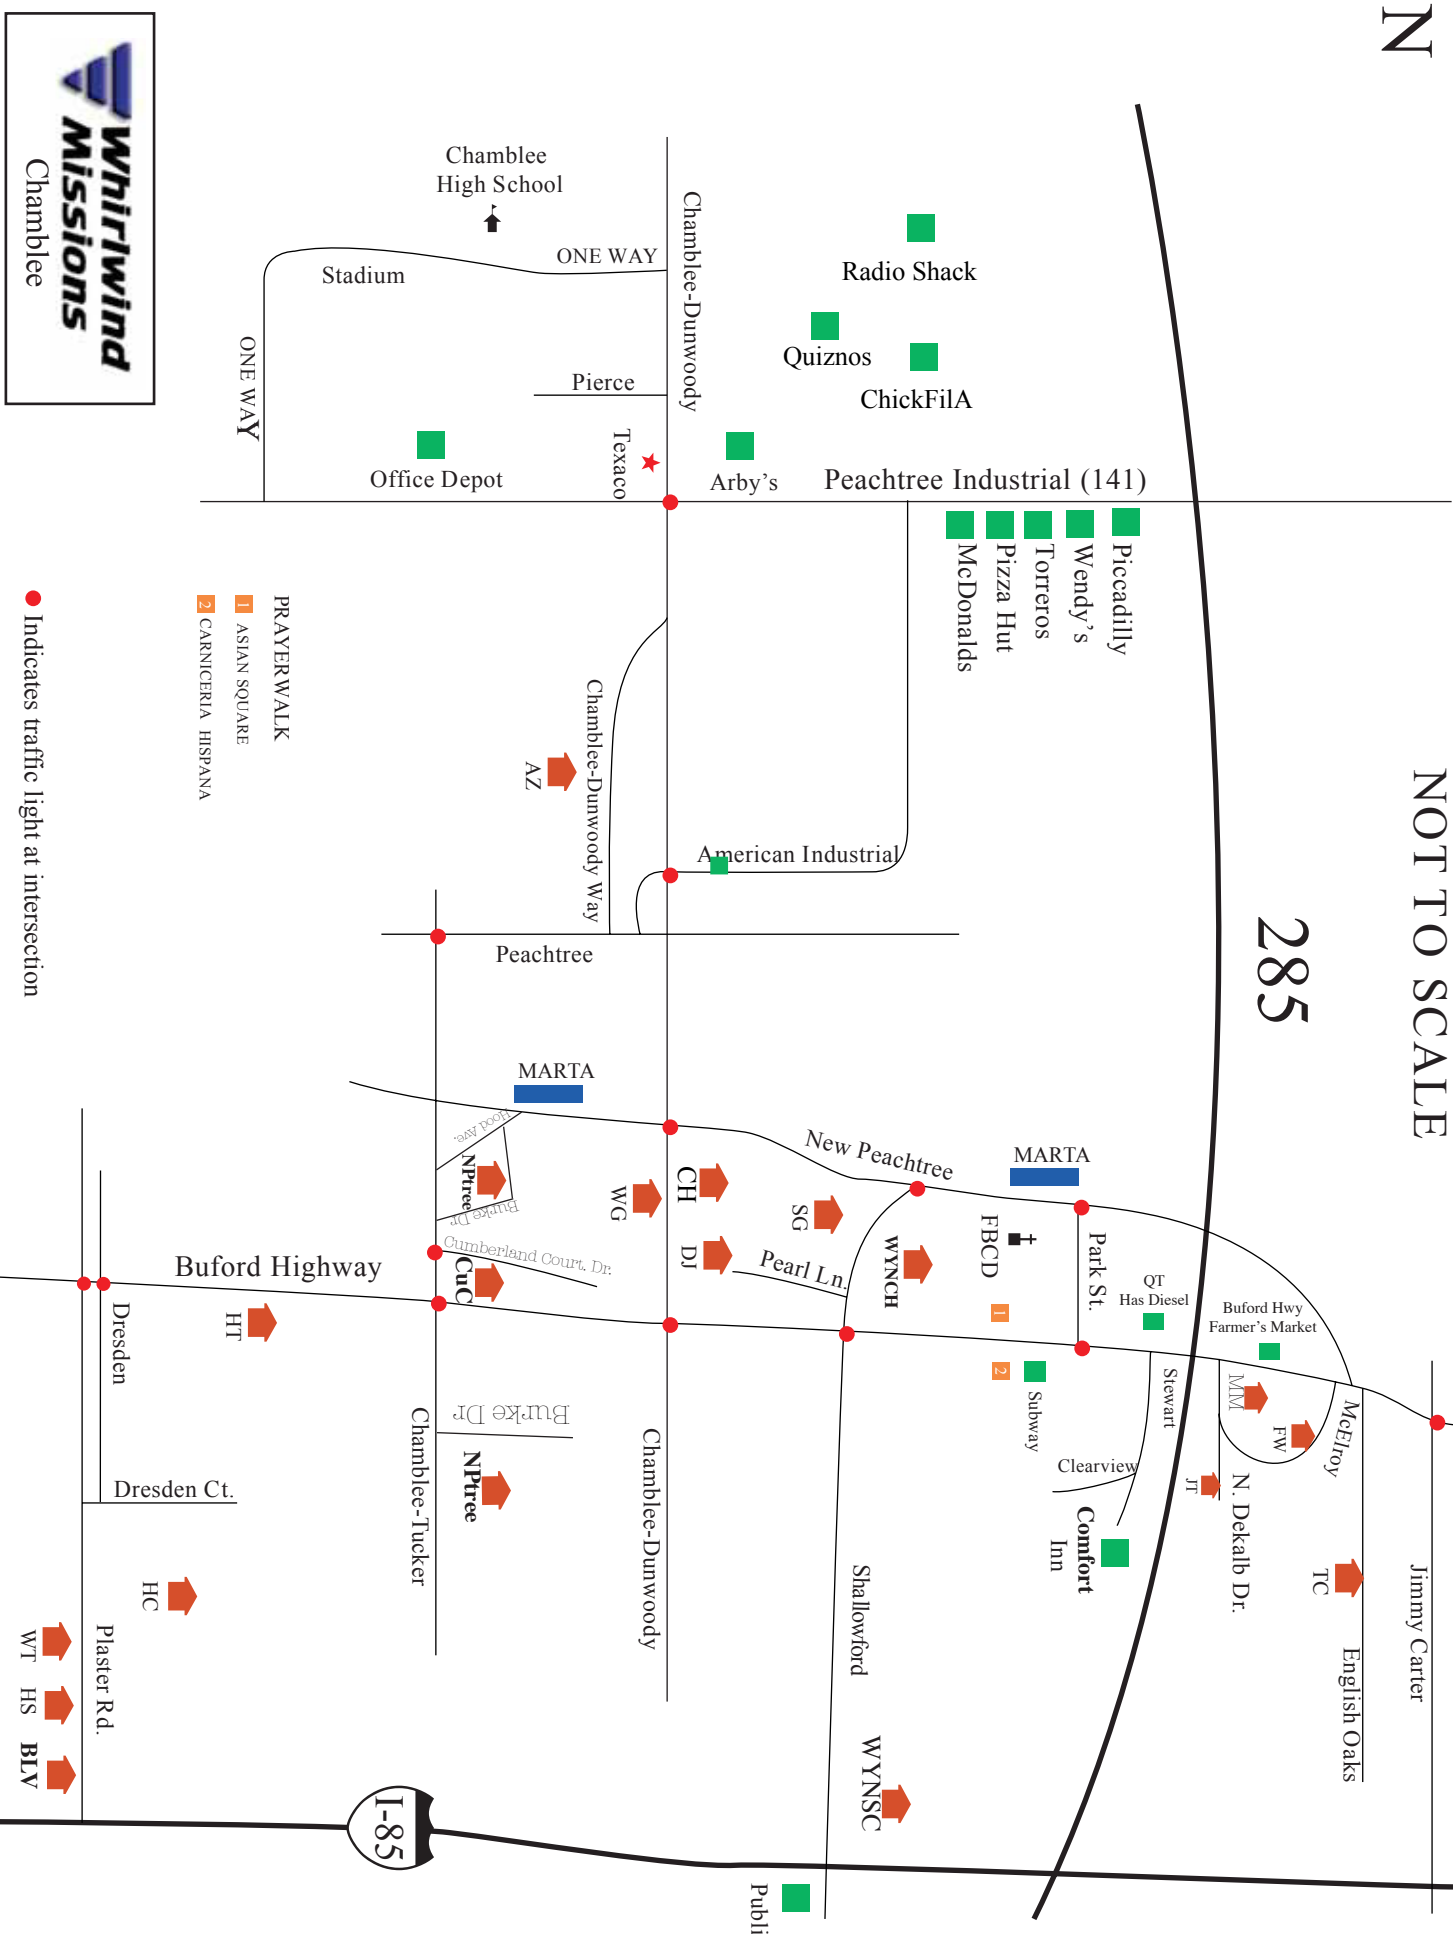 N
NOT TO SCALE
285
Whirlwind
Missions
Chamblee
Chamblee
High School
ONE WAY
Stadium
ONE WAY
Pierce
Chamblee-Dunwoody
Radio Shack
Quiznos
ChickFilA
Texaco
Office Depot
Arby's
Peachtree Industrial (141)
McDonalds
Pizza Hut
Torreros
Wendy's
Piccadilly
PRAYERWALK
1 ASIAN SQUARE
2 CARNICERIA HISPANA
Indicates traffic light at intersection
AZ
Chamblee-Dunwoody Way
American Industrial
Peachtree
MARTA
Hood Ave.
NPtree
Burke Dr
Cumberland Court. Dr.
CuC
WG
CH
DJ
SG
New Peachtree
Pearl Ln.
WYNCH
MARTA
FBCD
Park St.
QT
Has Diesel
Buford Hwy
Farmer's Market
1
2
Subway
Stewart
Clearview
Comfort
Inn
MM
FW
McElroy
JT
N. Dekalb Dr.
TC
English Oaks
Jimmy Carter
Buford Highway
HT
Dresden
Dresden Ct.
HC
Plaster Rd.
WT
HS
BLV
Burke Dr
NPtree
Chamblee-Tucker
Chamblee-Dunwoody
Shallowford
WYNSC
I-85
Publi